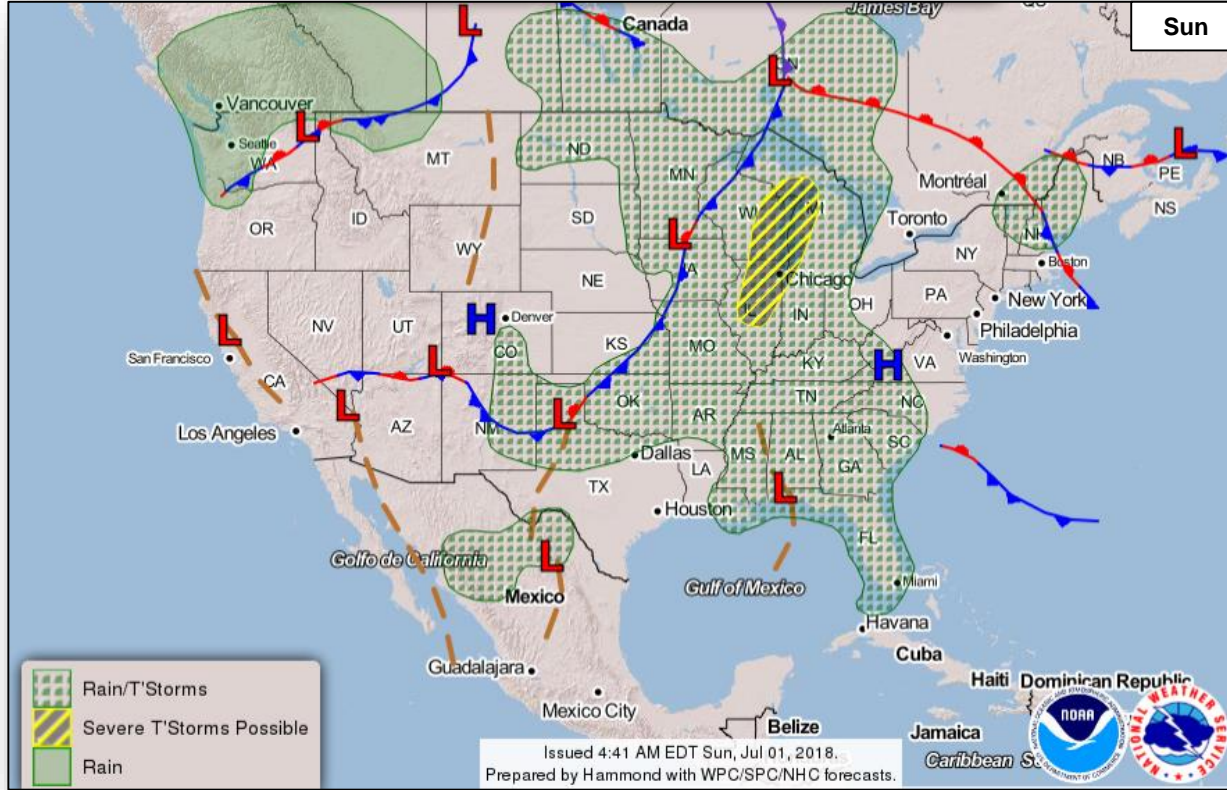 James Bay
Canada
Sun
Vancouver
Seattle
WA
MT
ND
MN
Montréal
NB
PE
NS
OR
ID
SD
WI
MI
Toronto
NH
WY
NY
Boston
IA
Chicago
NE
PA
New York
OH
Philadelphia
H
Denver
NV
UT
CO
KS
IL
IN
MO
KY
H
VA
Washington
San Francisco
CA
TN
NC
Los Angeles
AZ
NM
OK
AR
Atlanta
SC
Dallas
MS
AL
GA
LA
TX
Houston
FL
Golfo de California
Miami
Gulf of Mexico
Mexico
Havana
Cuba
Guadalajara
Haiti
Dominican Republic
Mexico City
Belize
Jamaica
Caribbean
L
L
L
L
L
L
L
L
L
L
L
Rain/T'Storms
Severe T'Storms Possible
Rain
Issued 4:41 AM EDT Sun, Jul 01, 2018.
Prepared by Hammond with WPC/SPC/NHC forecasts.
NOAA
NATIONAL WEATHER SERVICE